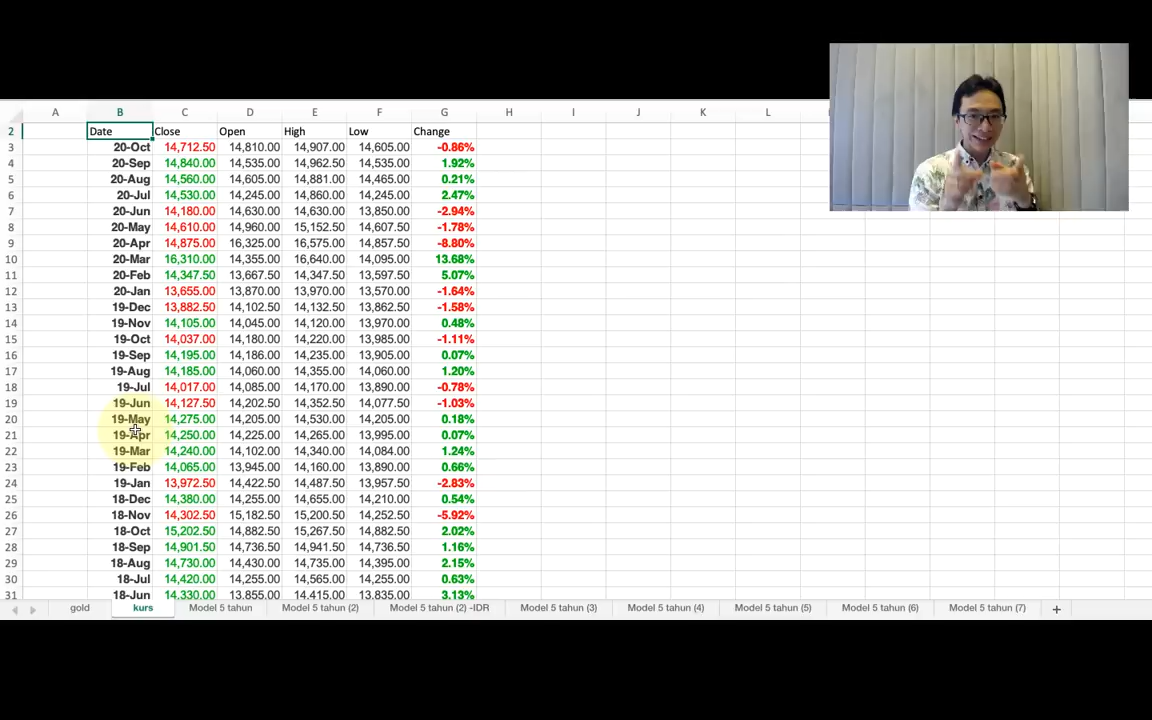 A B C D E F G H I J K L
2 Date Close Open High Low Change
3 20-Oct 14,712.50 14,810.00 14,907.00 14,605.00 -0.86%
4 20-Sep 14,840.00 14,535.00 14,962.50 14,535.00 1.92%
5 20-Aug 14,560.00 14,605.00 14,881.00 14,465.00 0.21%
6 20-Jul 14,530.00 14,245.00 14,860.00 14,245.00 2.47%
7 20-Jun 14,180.00 14,630.00 14,630.00 13,850.00 -2.94%
8 20-May 14,610.00 14,960.00 15,152.50 14,607.50 -1.78%
9 20-Apr 14,875.00 16,325.00 16,575.00 14,857.50 -8.80%
10 20-Mar 16,310.00 14,355.00 16,640.00 14,095.00 13.68%
11 20-Feb 14,347.50 13,667.50 14,347.50 13,597.50 5.07%
12 20-Jan 13,655.00 13,870.00 13,970.00 13,570.00 -1.64%
13 19-Dec 13,882.50 14,102.50 14,132.50 13,862.50 -1.58%
14 19-Nov 14,105.00 14,045.00 14,120.00 13,970.00 0.48%
15 19-Oct 14,037.00 14,180.00 14,220.00 13,985.00 -1.11%
16 19-Sep 14,195.00 14,186.00 14,235.00 13,905.00 0.07%
17 19-Aug 14,185.00 14,060.00 14,355.00 14,060.00 1.20%
18 19-Jul 14,017.00 14,085.00 14,170.00 13,890.00 -0.78%
19 19-Jun 14,127.50 14,202.50 14,352.50 14,077.50 -1.03%
20 19-May 14,275.00 14,205.00 14,530.00 14,205.00 0.18%
21 19-Apr 14,250.00 14,225.00 14,265.00 13,995.00 0.07%
22 19-Mar 14,240.00 14,102.00 14,340.00 14,084.00 1.24%
23 19-Feb 14,065.00 13,945.00 14,160.00 13,890.00 0.66%
24 19-Jan 13,972.50 14,422.50 14,487.50 13,957.50 -2.83%
25 18-Dec 14,380.00 14,255.00 14,655.00 14,210.00 0.54%
26 18-Nov 14,302.50 15,182.50 15,200.50 14,252.50 -5.92%
27 18-Oct 15,202.50 14,882.50 15,267.50 14,882.50 2.02%
28 18-Sep 14,901.50 14,736.50 14,941.50 14,736.50 1.16%
29 18-Aug 14,730.00 14,430.00 14,735.00 14,395.00 2.15%
30 18-Jul 14,420.00 14,255.00 14,565.00 14,255.00 0.63%
31 18-Jun 14,330.00 13,855.00 14,415.00 13,835.00 3.13%
gold kurs Model 5 tahun Model 5 tahun (2) Model 5 tahun (2) -IDR Model 5 tahun (3) Model 5 tahun (4) Model 5 tahun (5) Model 5 tahun (6) Model 5 tahun (7) +